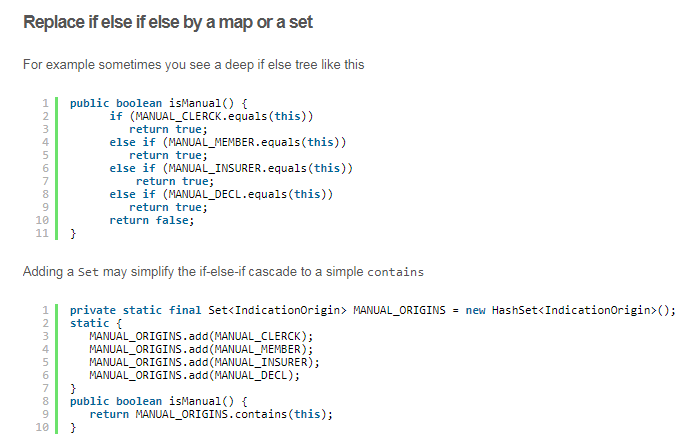 Replace if else if else by a map or a set
For example sometimes you see a deep if else tree like this
1 public boolean isManual() {
2 if (MANUAL_CLERCK.equals(this))
3 return true;
4 else if (MANUAL_MEMBER.equals(this))
5 return true;
6 else if (MANUAL_INSURER.equals(this))
7 return true;
8 else if (MANUAL_DECL.equals(this))
9 return true;
10 return false;
11 }
Adding a Set may simplify the if-else-if cascade to a simple contains
1 private static final Set<IndicationOrigin> MANUAL_ORIGINS = new HashSet<IndicationOrigin>();
2 static {
3 MANUAL_ORIGINS.add(MANUAL_CLERCK);
4 MANUAL_ORIGINS.add(MANUAL_MEMBER);
5 MANUAL_ORIGINS.add(MANUAL_INSURER);
6 MANUAL_ORIGINS.add(MANUAL_DECL);
7 }
8 public boolean isManual() {
9 return MANUAL_ORIGINS.contains(this);
10 }